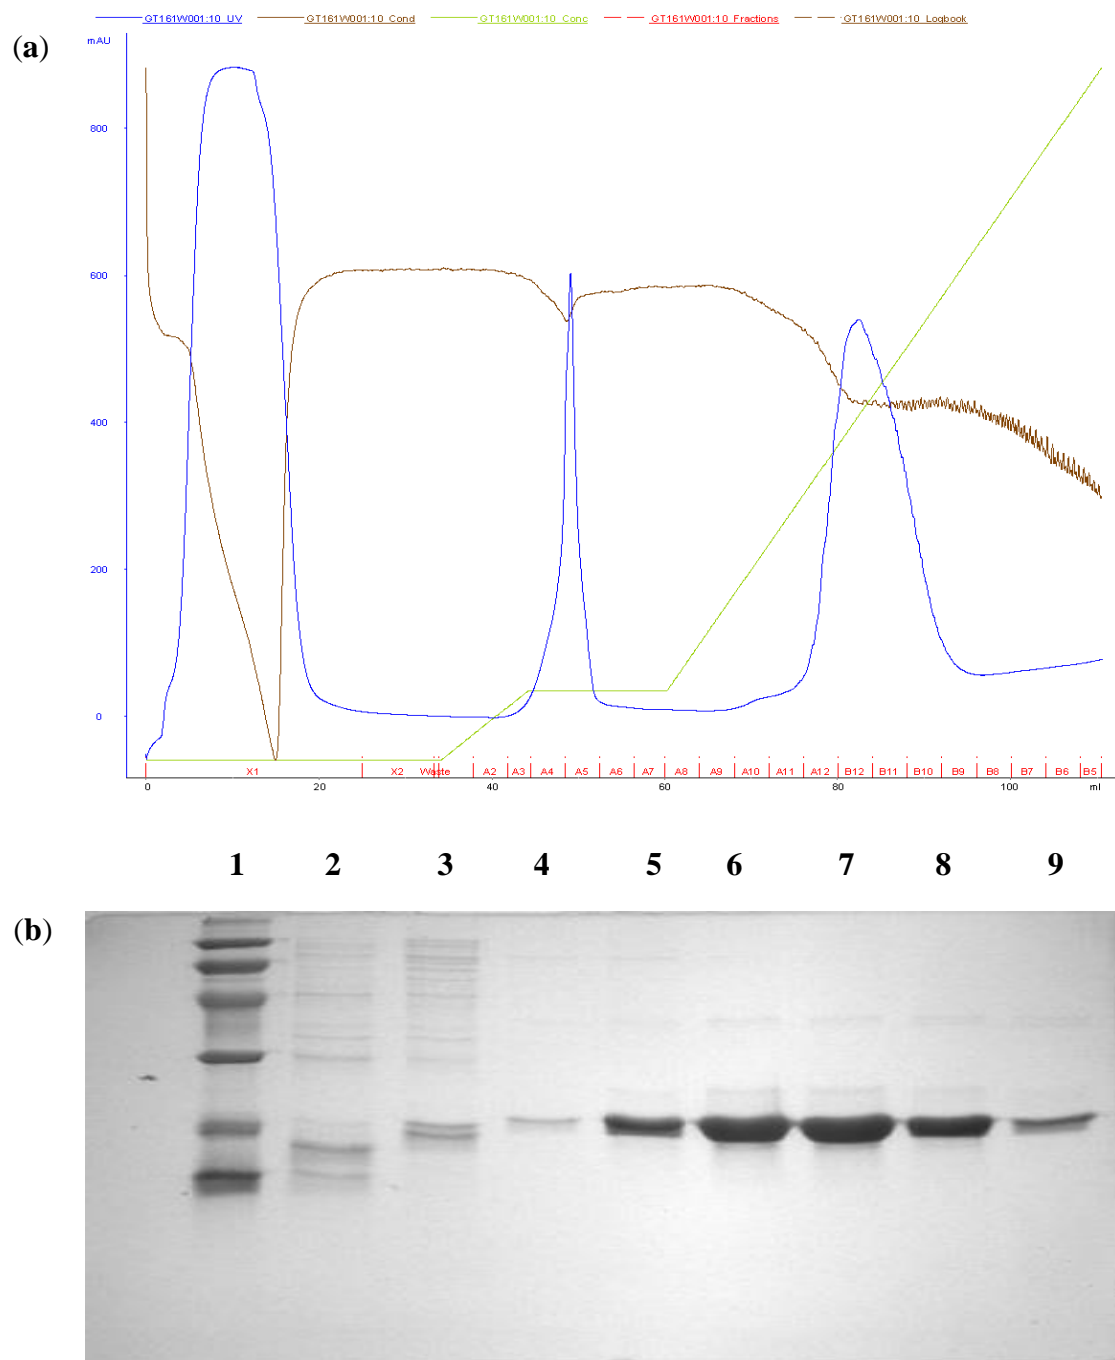 GT161W001:10_UV GT161W001:10_Cond GT161W001:10_Conc GT161W001:10_Fractions GT161W001:10_Logbook
(a)
mAU
800
600
400
200
0
X1 X2 Waste A2 A3 A4 A5 A6 A7 A8 A9 A10 A11 A12 B12 B11 B10 B9 B8 B7 B6 B5
0 20 40 60 80 100 ml
1 2 3 4 5 6 7 8 9
(b)